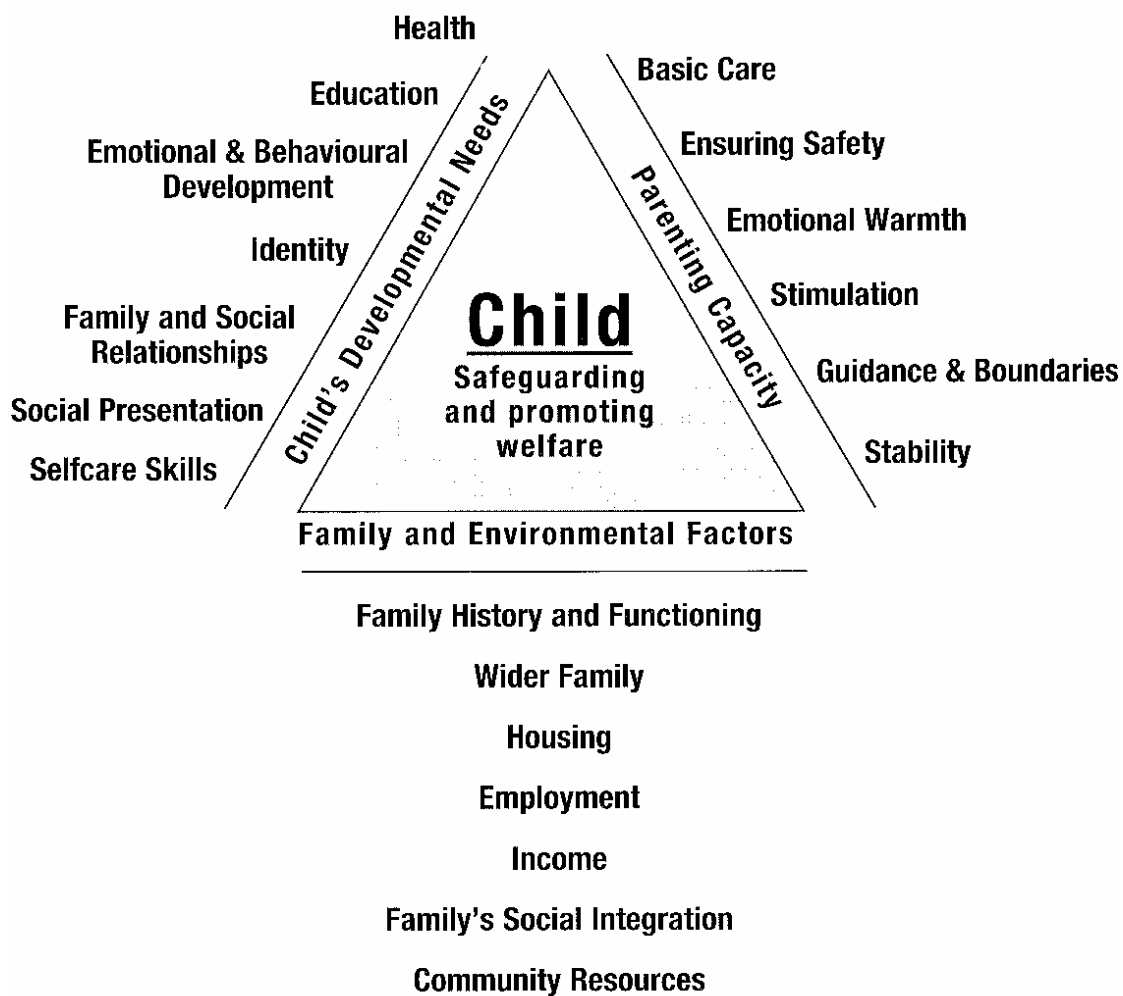 Health
Education
Emotional & Behavioural
Development
Identity
Family and Social
Relationships
Social Presentation
Selfcare Skills
Child's Developmental Needs
Child
Safeguarding
and promoting
welfare
Parenting Capacity
Basic Care
Ensuring Safety
Emotional Warmth
Stimulation
Guidance & Boundaries
Stability
Family and Environmental Factors
Family History and Functioning
Wider Family
Housing
Employment
Income
Family's Social Integration
Community Resources